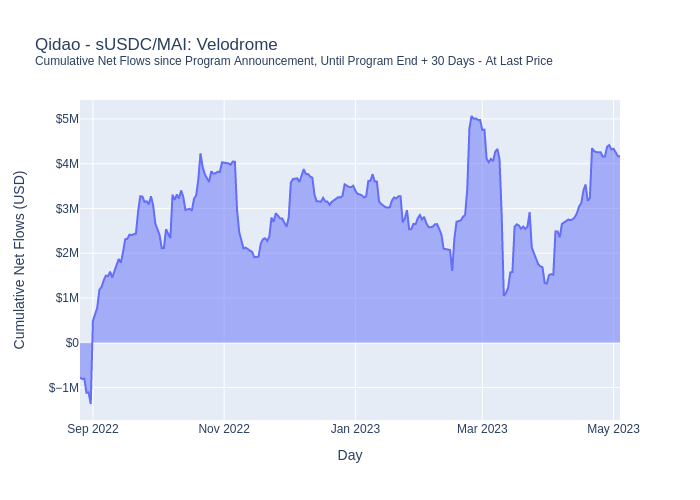 Qidao - sUSDC/MAI: Velodrome
Cumulative Net Flows since Program Announcement, Until Program End + 30 Days - At Last Price
Cumulative Net Flows (USD)
$5M
$4M
$3M
$2M
$1M
$0
$−1M
Sep 2022
Nov 2022
Jan 2023
Mar 2023
May 2023
Day